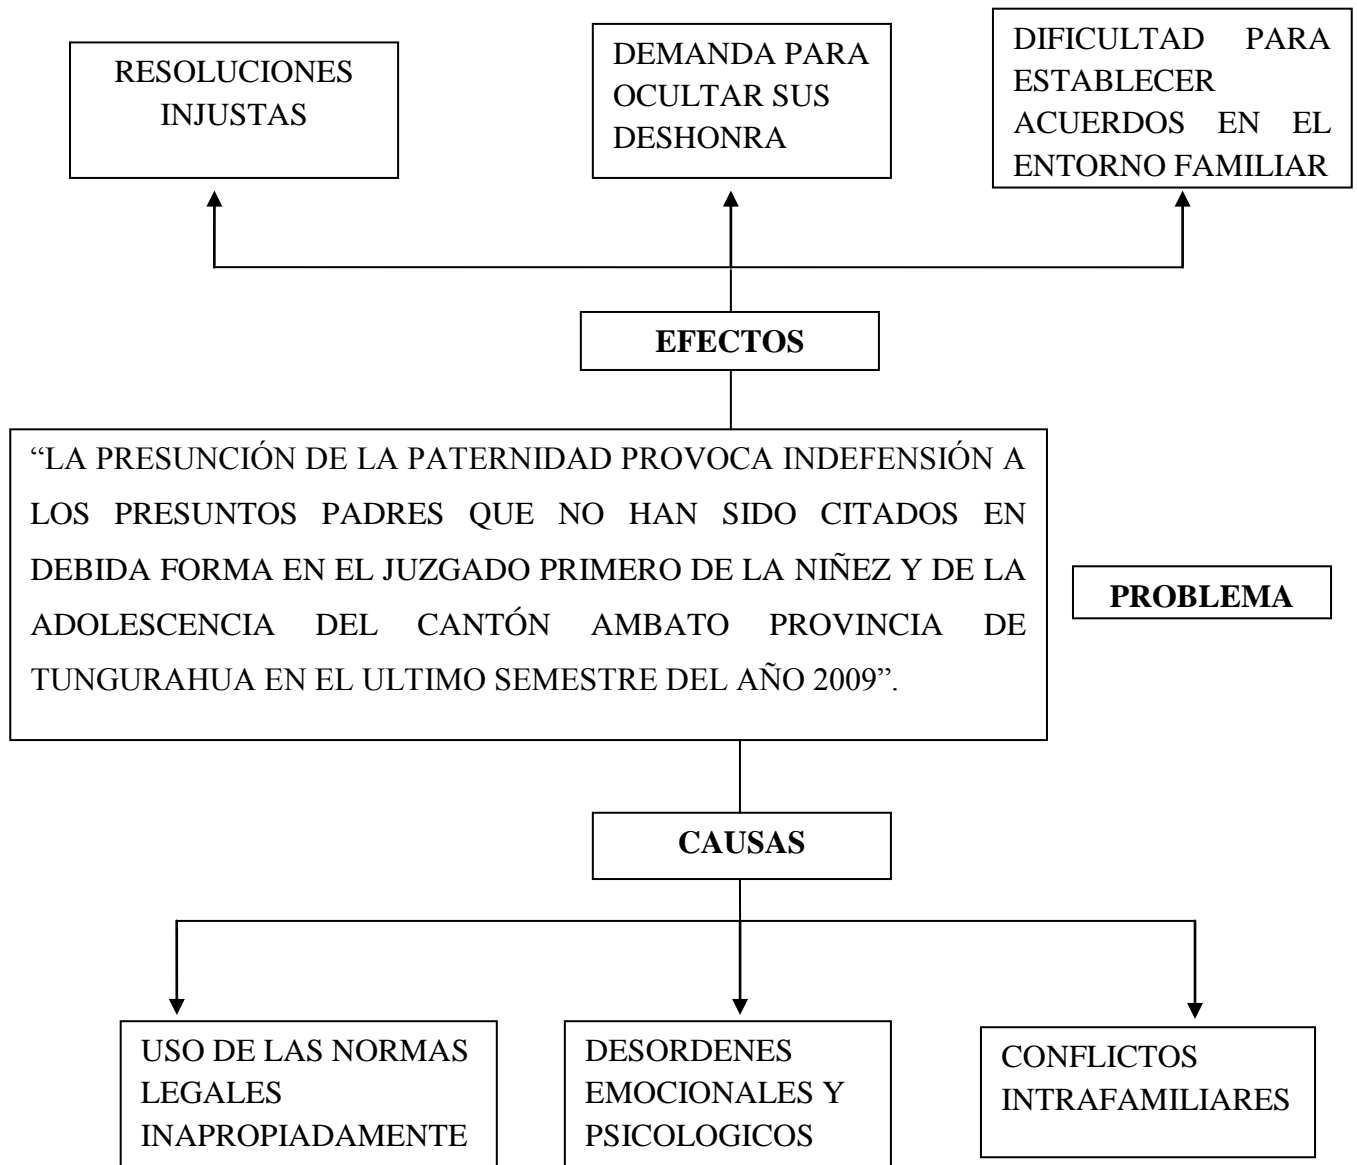 RESOLUCIONES
INJUSTAS
DEMANDA PARA
OCULTAR SUS
DESHONRA
DIFICULTAD PARA
ESTABLECER
ACUERDOS EN EL
ENTORNO FAMILIAR
EFECTOS
“LA PRESUNCIÓN DE LA PATERNIDAD PROVOCA INDEFENSIÓN A
LOS PRESUNTOS PADRES QUE NO HAN SIDO CITADOS EN
DEBIDA FORMA EN EL JUZGADO PRIMERO DE LA NIÑEZ Y DE LA
ADOLESCENCIA DEL CANTÓN AMBATO PROVINCIA DE
TUNGURAHUA EN EL ULTIMO SEMESTRE DEL AÑO 2009”.
PROBLEMA
CAUSAS
USO DE LAS NORMAS
LEGALES
INAPROPIADAMENTE
DESORDENES
EMOCIONALES Y
PSICOLOGICOS
CONFLICTOS
INTRAFAMILIARES